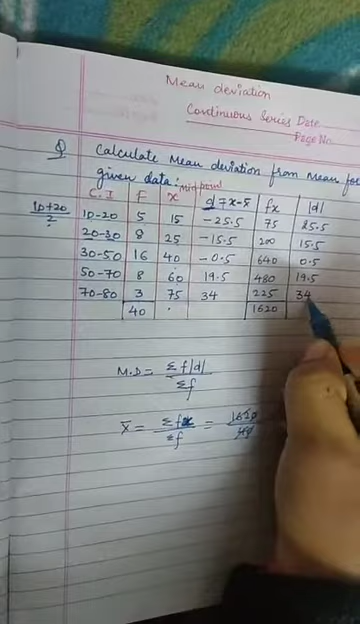 Mean deviation
Continuous Series Date
Page No.
Q Calculate Mean deviation from Mean for
given data: midpoint
C.I F x d = x-x̄ fx |d|
10+20
2
10-20 5 15 -25.5 75 25.5
20-30 8 25 -15.5 200 15.5
30-50 16 40 -0.5 640 0.5
50-70 8 60 19.5 480 19.5
70-80 3 75 34 225 34
40 . 1620
M.D = Σf|d|
Σf
x̄ = Σfx = 1620
Σf 40